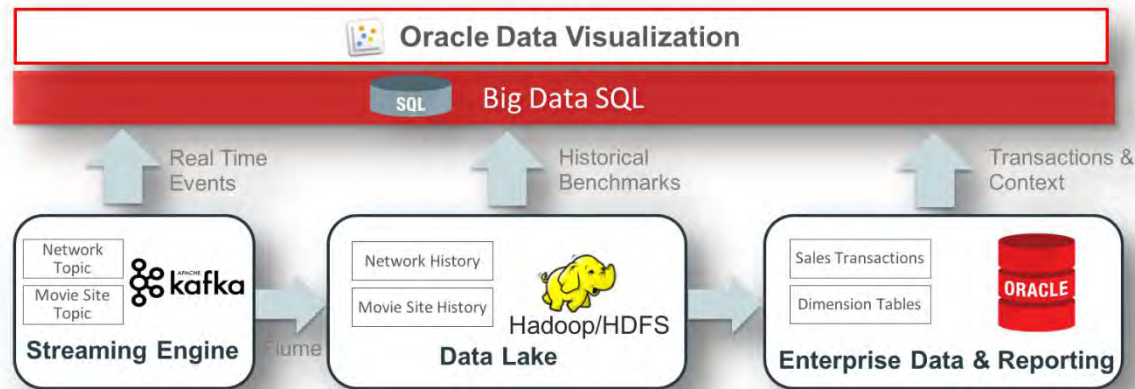 Oracle Data Visualization
SQL
Big Data SQL
Real Time
Events
Historical
Benchmarks
Transactions &
Context
Network
Topic
Movie Site
Topic
APACHE
kafka
Streaming Engine
Flume
Network History
Movie Site History
Hadoop/HDFS
Data Lake
Sales Transactions
Dimension Tables
ORACLE
Enterprise Data & Reporting